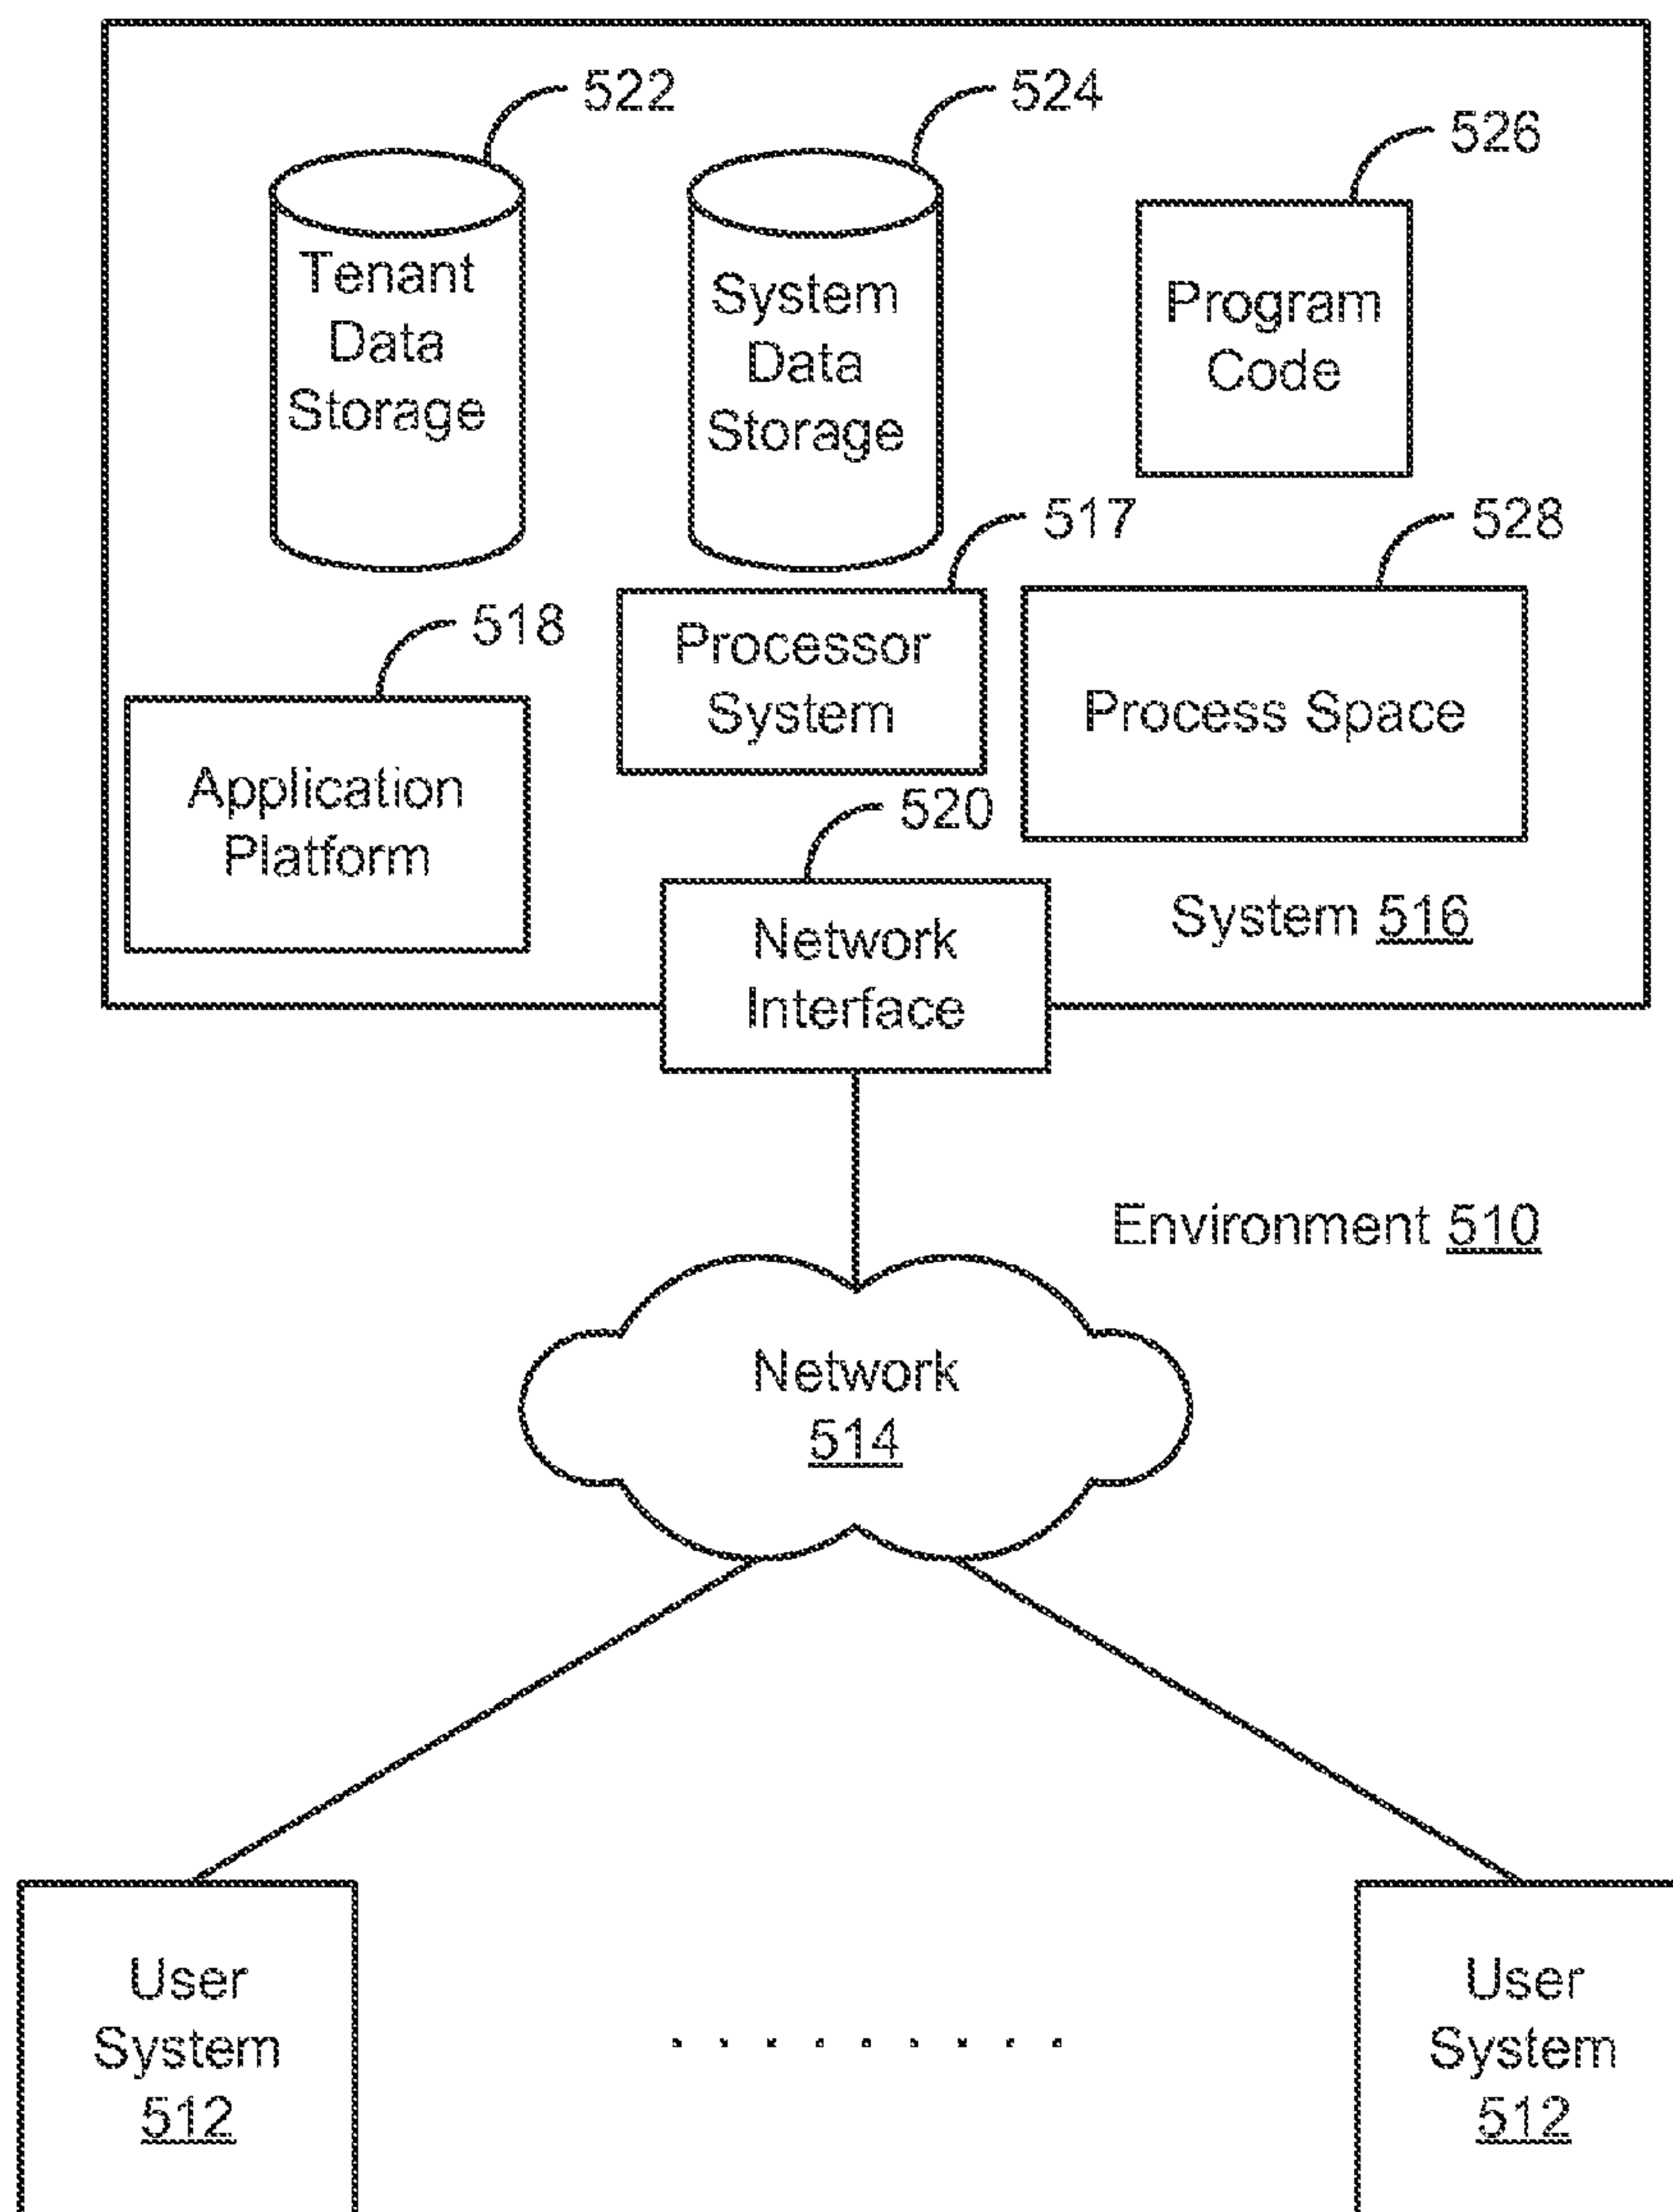 522
524
526
Tenant
Data
Storage
System
Data
Storage
Program
Code
517
528
518
Processor
System
Process Space
Application
Platform
520
Network
Interface
System 516
Environment 510
Network
514
User
System
512
User
System
512